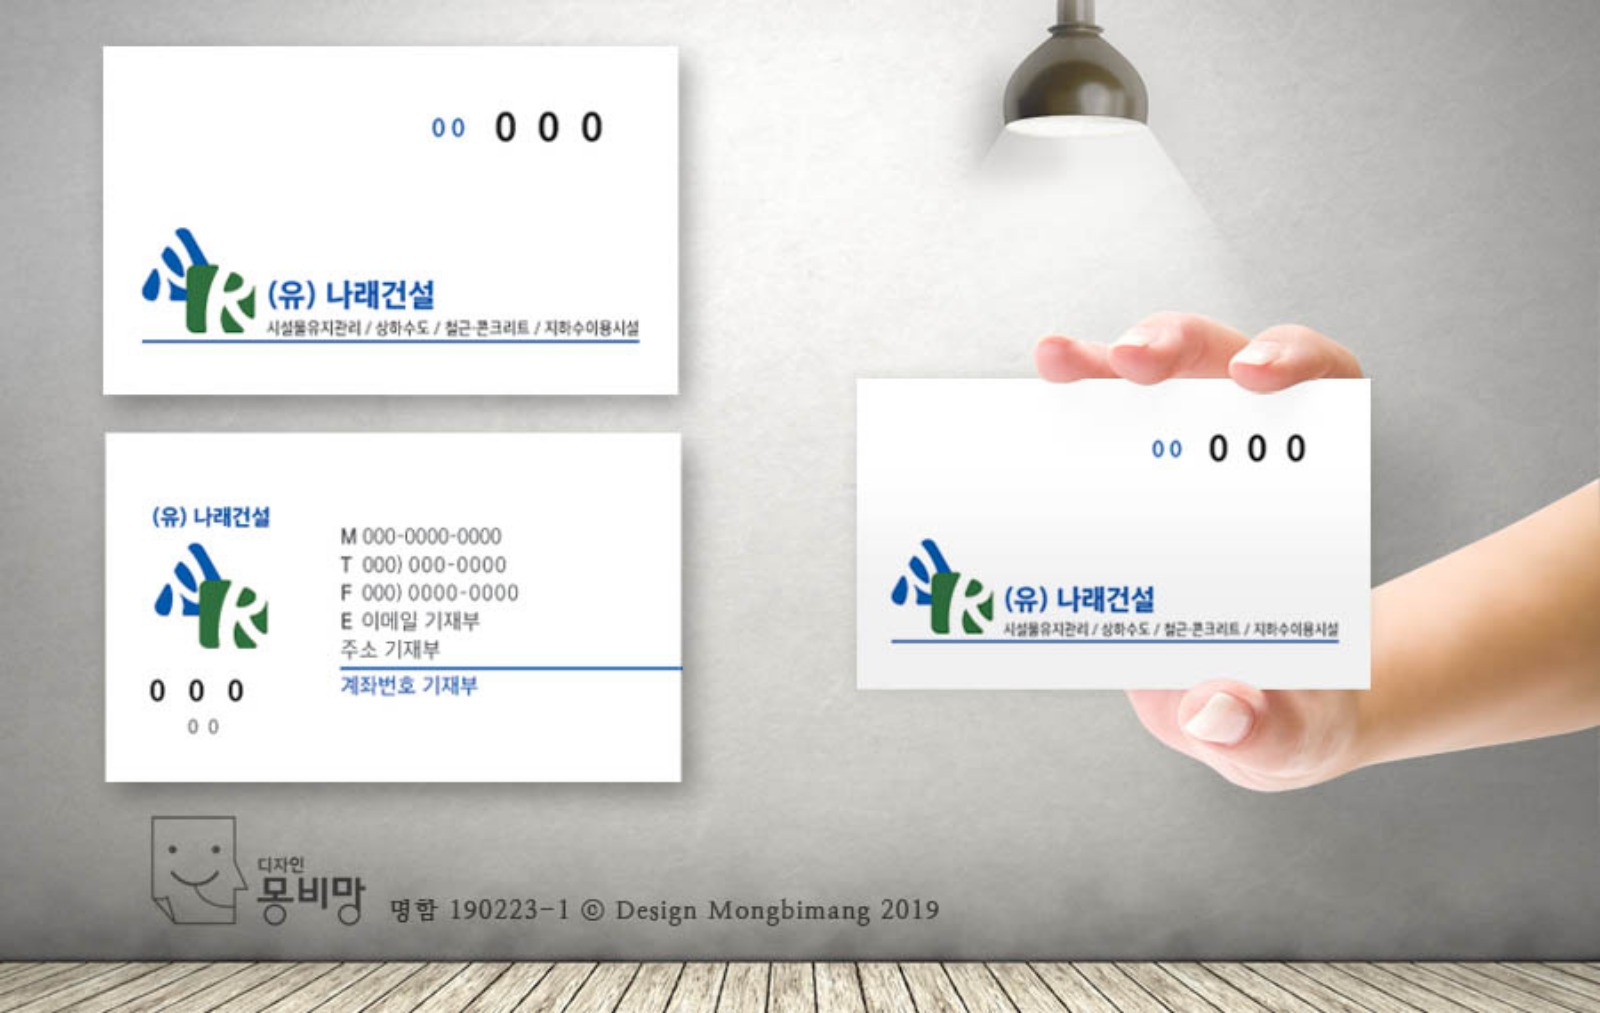 00 0 0 0
(유) 나래건설
시설물유지관리 / 상하수도 / 철근·콘크리트 / 지하수이용시설
(유) 나래건설
R
0 0 0
0 0
M 000-0000-0000
T 000) 000-0000
F 000) 0000-0000
E 이메일 기재부
주소 기재부
계좌번호 기재부
00 0 0 0
(유) 나래건설
시설물유지관리 / 상하수도 / 철근·콘크리트 / 지하수이용시설
디자인
몽비망
명함 190223-1 © Design Mongbimang 2019